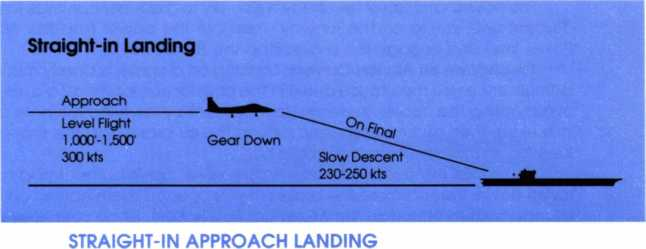 Straight-in Landing
Approach
Level Flight
1,000'-1,500'
300 kts
Gear Down
On Final
Slow Descent
230-250 kts
STRAIGHT-IN APPROACH LANDING